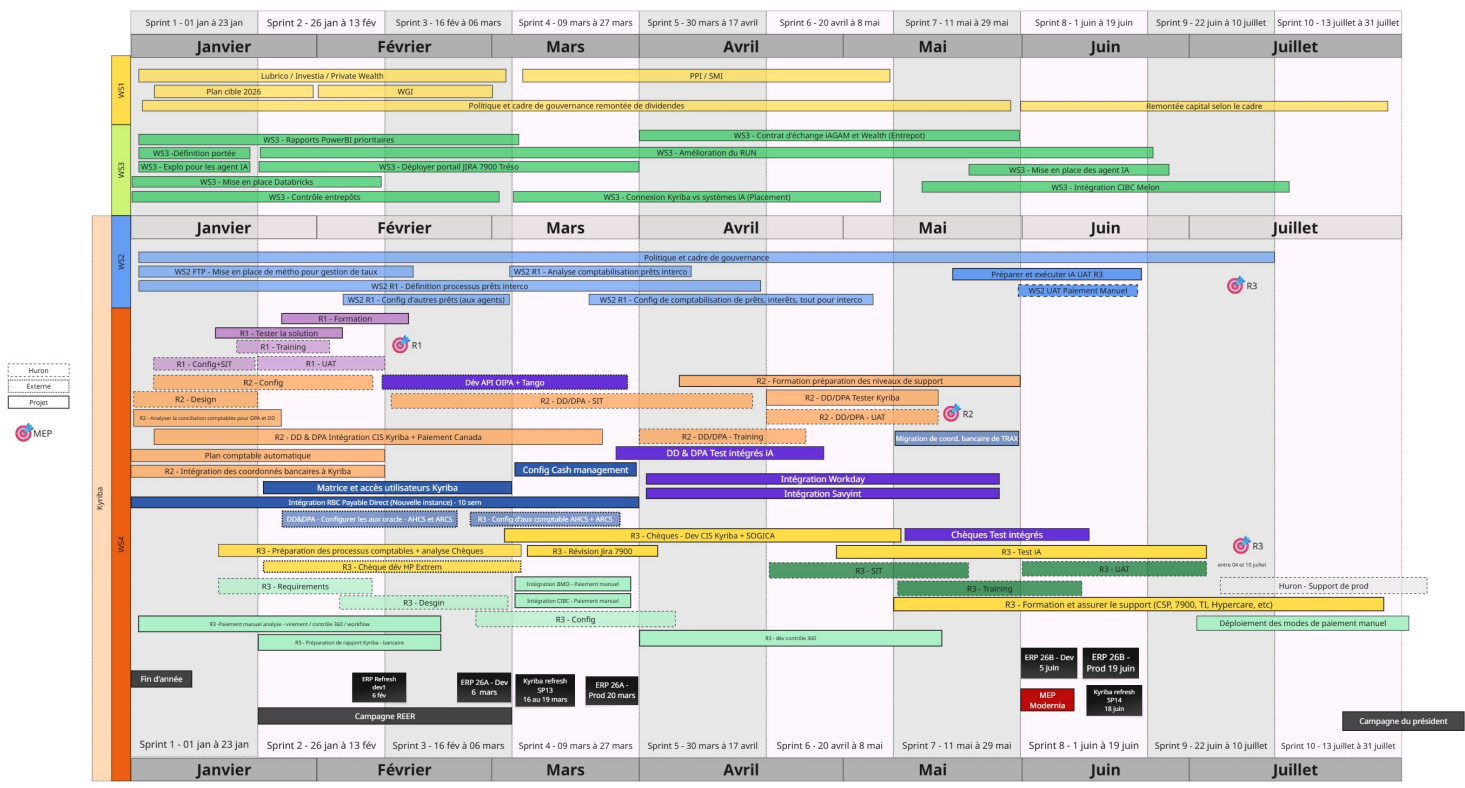 Sprint 1 - 01 jan à 23 jan
Sprint 2 - 26 jan à 13 fév
Sprint 3 - 16 fév à 06 mars
Sprint 4 - 09 mars à 27 mars
Sprint 5 - 30 mars à 17 avril
Sprint 6 - 20 avril à 8 mai
Sprint 7 - 11 mai à 29 mai
Sprint 8 - 1 juin à 19 juin
Sprint 9 - 22 juin à 10 juillet
Sprint 10 - 13 juillet à 31 juillet
Janvier
Février
Mars
Avril
Mai
Juin
Juillet
WS1
Lubrico / Investia / Private Wealth
PPI / SMI
Plan cible 2026
WGI
Politique et cadre de gouvernance remontée de dividendes
Remontée capital selon le cadre
WS3
WS3 - Rapports PowerBI prioritaires
WS3 - Contrat d'échange iAGAM et Wealth (Entrepot)
WS3 -Définition portée
WS3 - Amélioration du RUN
WS3 - Explo pour les agent IA
WS3 - Déployer portail JIRA 7900 Tréso
WS3 - Mise en place des agent IA
WS3 - Mise en place Databricks
WS3 - Intégration CIBC Melon
WS3 - Contrôle entrepôts
WS3 - Connexion Kyriba vs systèmes iA (Placement)
Janvier
Février
Mars
Avril
Mai
Juin
Juillet
Kyriba
WS2
Politique et cadre de gouvernance
WS2 FTP - Mise en place de métho pour gestion de taux
WS2 R1 - Analyse comptabilisation prêts interco
Préparer et exécuter iA UAT R3
WS2 R1 - Définition processus prêts interco
WS2 UAT Paiement Manuel
R3
WS2 R1 - Config d'autres prêts (aux agents)
WS2 R1 - Config de comptabilisation de prêts, interêts, tout pour interco
WS4
R1 - Formation
R1 - Tester la solution
R1 - Training
R1
R1 - Config+SIT
R1 - UAT
Huron
Externe
Projet
MEP
R2 - Config
Dév API OIPA + Tango
R2 - Formation préparation des niveaux de support
R2 - Design
R2 - DD/DPA - SIT
R2 - DD/DPA Tester Kyriba
R2 - Analyser la conciliation comptables pour DPA et DD
R2 - DD/DPA - UAT
R2
R2 - DD & DPA Intégration CIS Kyriba + Paiement Canada
R2 - DD/DPA - Training
Migration de coord. bancaire de TRAX
Plan comptable automatique
DD & DPA Test intégrés iA
R2 - Intégration des coordonnés bancaires à Kyriba
Config Cash management
Intégration Workday
Matrice et accès utilisateurs Kyriba
Intégration Savyint
Intégration RBC Payable Direct (Nouvelle instance) - 10 sem
DD&DPA - Configurer les aux oracle - AHCS et ARCS
R3 - Config d'aux comptable AHCS + ARCS
R3 - Chèques - Dev CIS Kyriba + SOGICA
Chèques Test intégrés
R3 - Préparation des processus comptables + analyse Chèques
R3 - Révision Jira 7900
R3 - Test iA
R3
entre 04 et 10 juillet
R3 - Chèque dév HP Extrem
R3 - SIT
R3 - UAT
R3 - Requirements
Intégration BMO - Paiement manuel
R3 - Training
Huron - Support de prod
R3 - Desgin
Intégration CIBC - Paiement manuel
R3 - Formation et assurer le support (CSP, 7900, TI, Hypercare, etc)
R3 - Config
R3 -Paiement manuel analyse - virement / contrôle 360 / workflow
Déploiement des modes de paiement manuel
R3 - Préparation de rapport Kyriba - bancaire
R3 - dév contrôle 360
Fin d'année
ERP Refresh
dev1
6 fév
ERP 26A - Dev
6 mars
Kyriba refresh
SP13
16 au 19 mars
ERP 26A -
Prod 20 mars
ERP 26B - Dev
5 juin
ERP 26B -
Prod 19 juin
MEP
Modernia
Kyriba refresh
SP14
18 juin
Campagne REER
Campagne du président
Sprint 1 - 01 jan à 23 jan
Sprint 2 - 26 jan à 13 fév
Sprint 3 - 16 fév à 06 mars
Sprint 4 - 09 mars à 27 mars
Sprint 5 - 30 mars à 17 avril
Sprint 6 - 20 avril à 8 mai
Sprint 7 - 11 mai à 29 mai
Sprint 8 - 1 juin à 19 juin
Sprint 9 - 22 juin à 10 juillet
Sprint 10 - 13 juillet à 31 juillet
Janvier
Février
Mars
Avril
Mai
Juin
Juillet